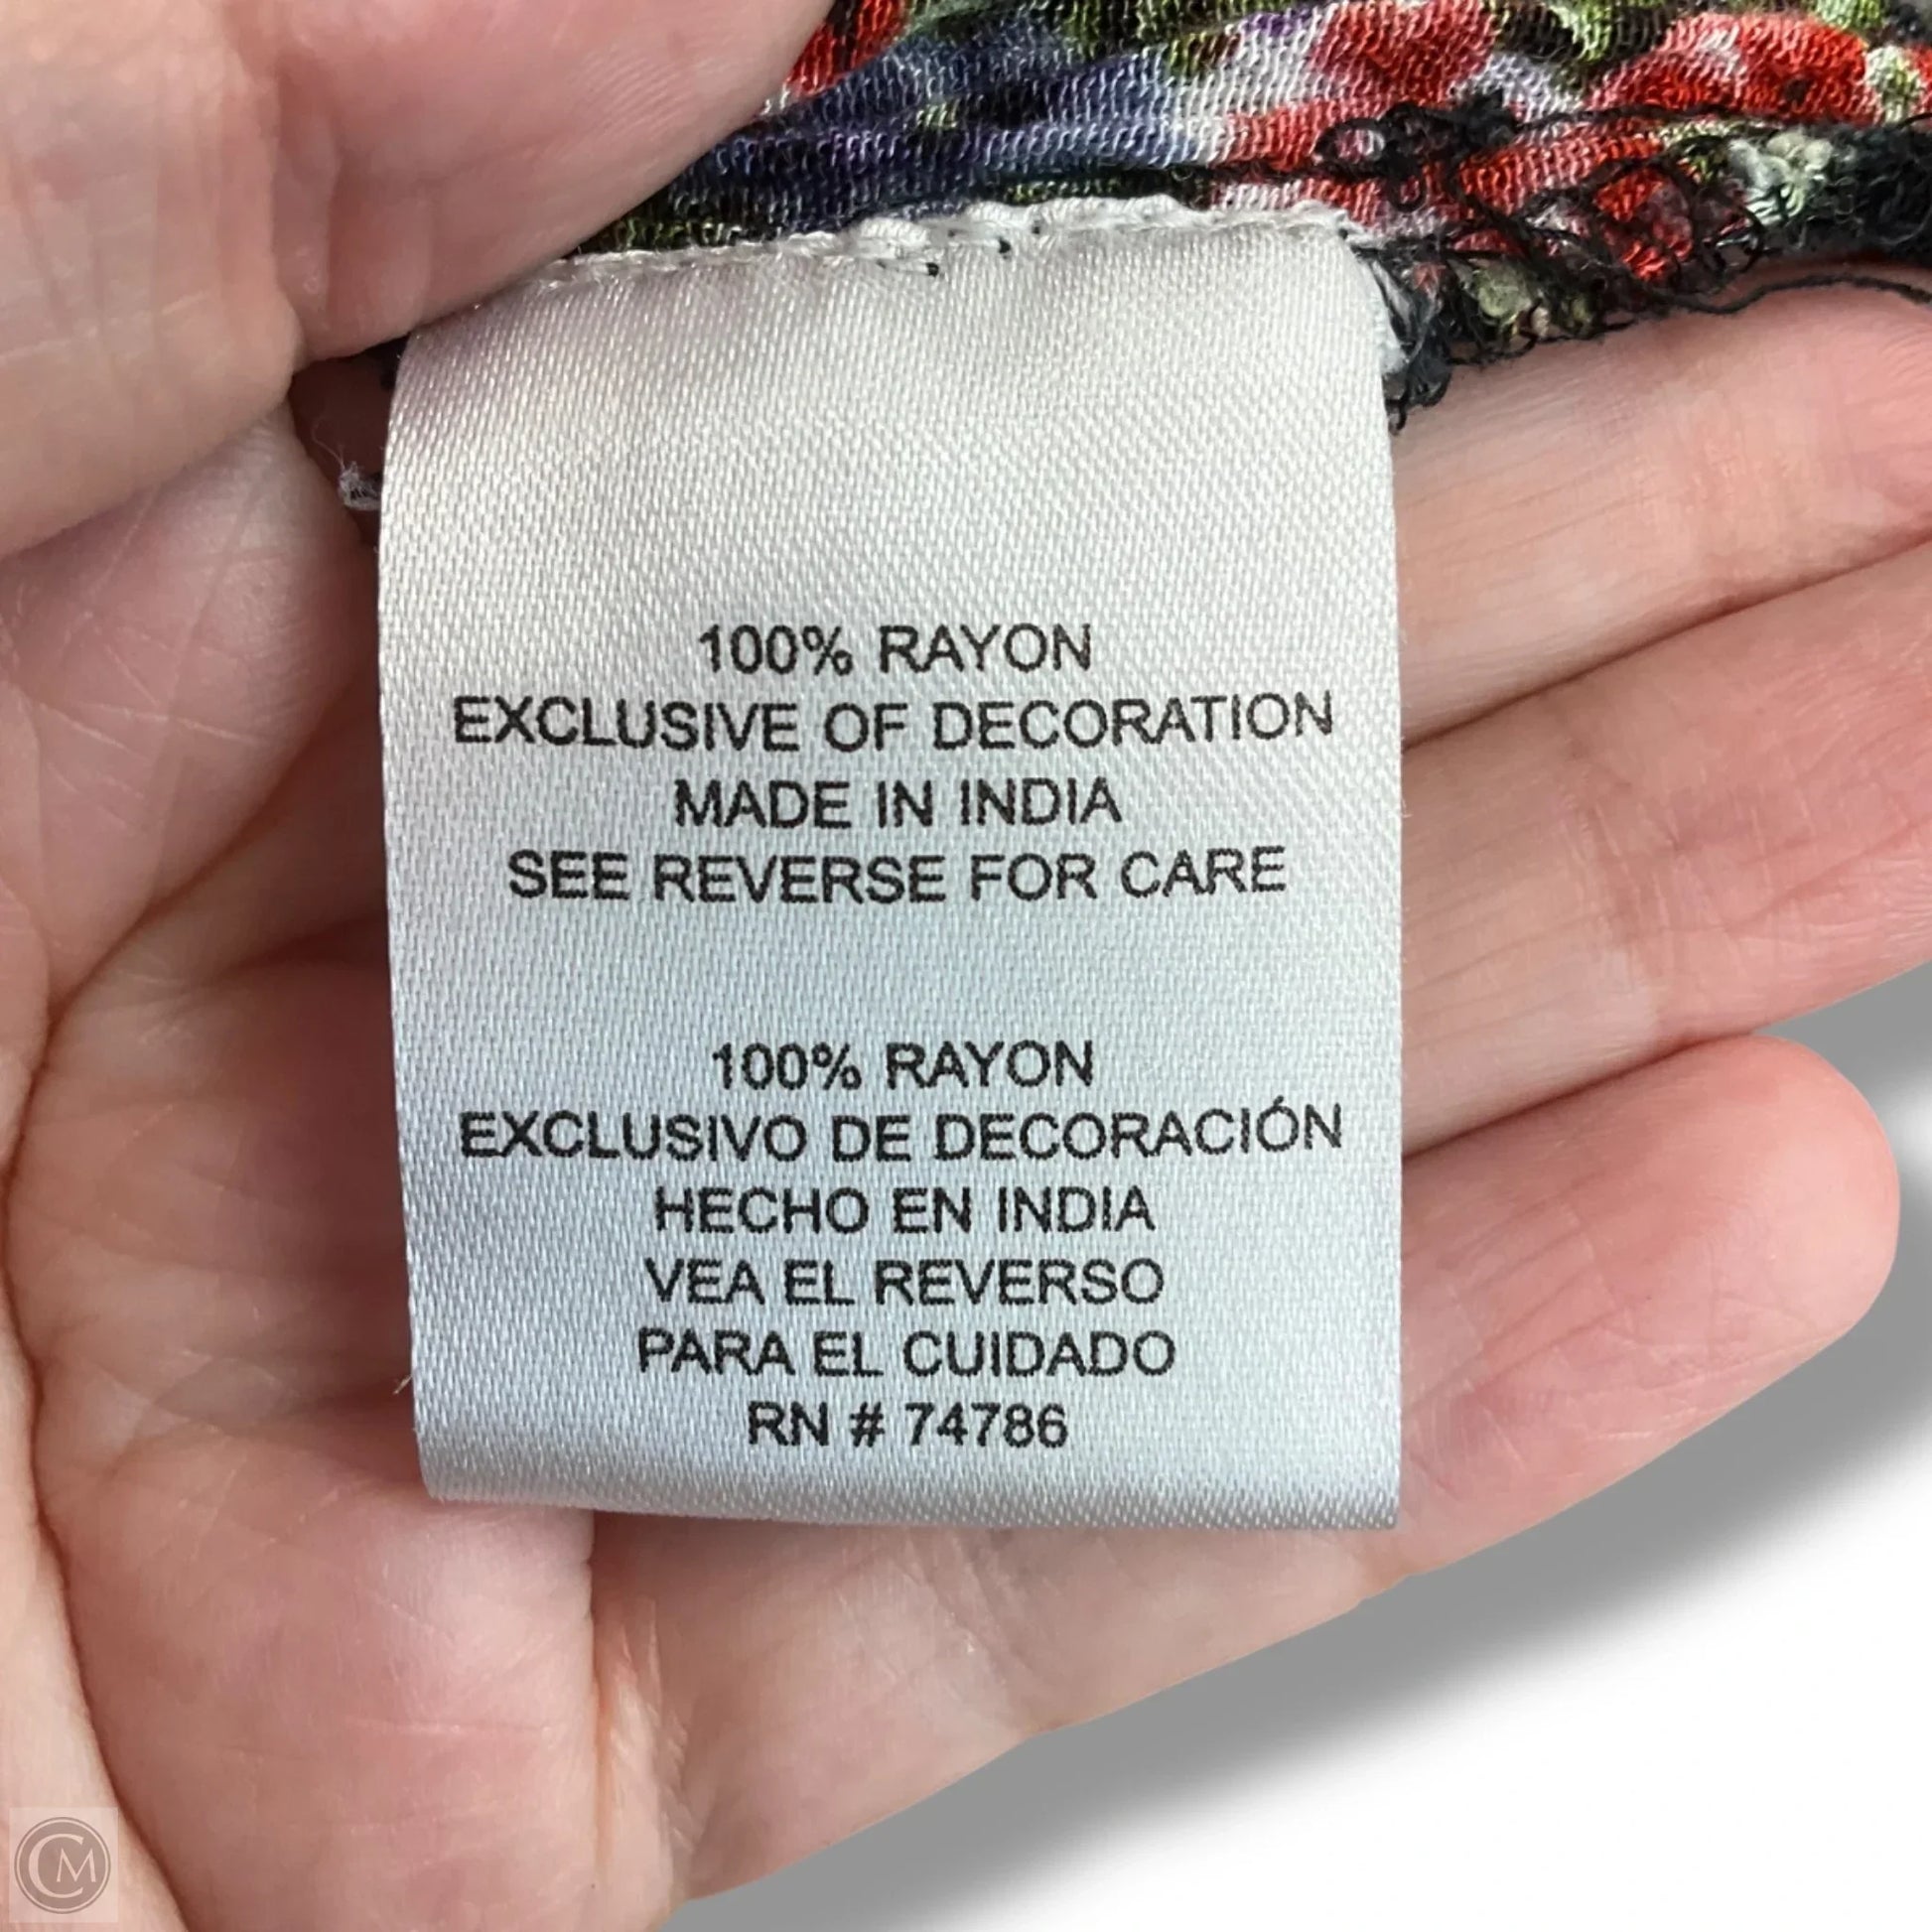 100% RAYON
EXCLUSIVE OF DECORATION
MADE IN INDIA
SEE REVERSE FOR CARE
100% RAYON
EXCLUSIVO DE DECORACIÓN
HECHO EN INDIA
VEA EL REVERSO
PARA EL CUIDADO
RN # 74786
CM